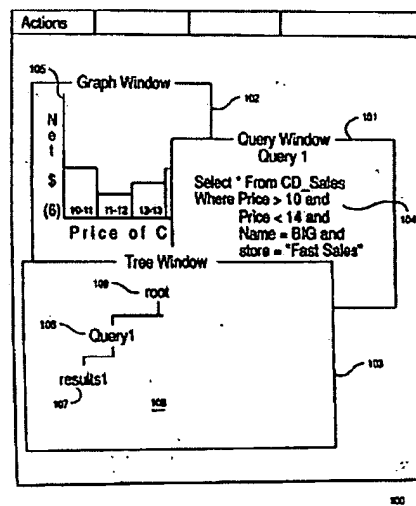 Actions
105
Graph Window
102
101
Net $
(6)
10-11 11-12 13-13
Price of C
Query Window
Query 1
Select * From CD_Sales
Where Price > 10 and
Price < 14 and
Name = BIG and
store = "Fast Sales"
104
Tree Window
109
root
Query1
results1
107
108
103
100